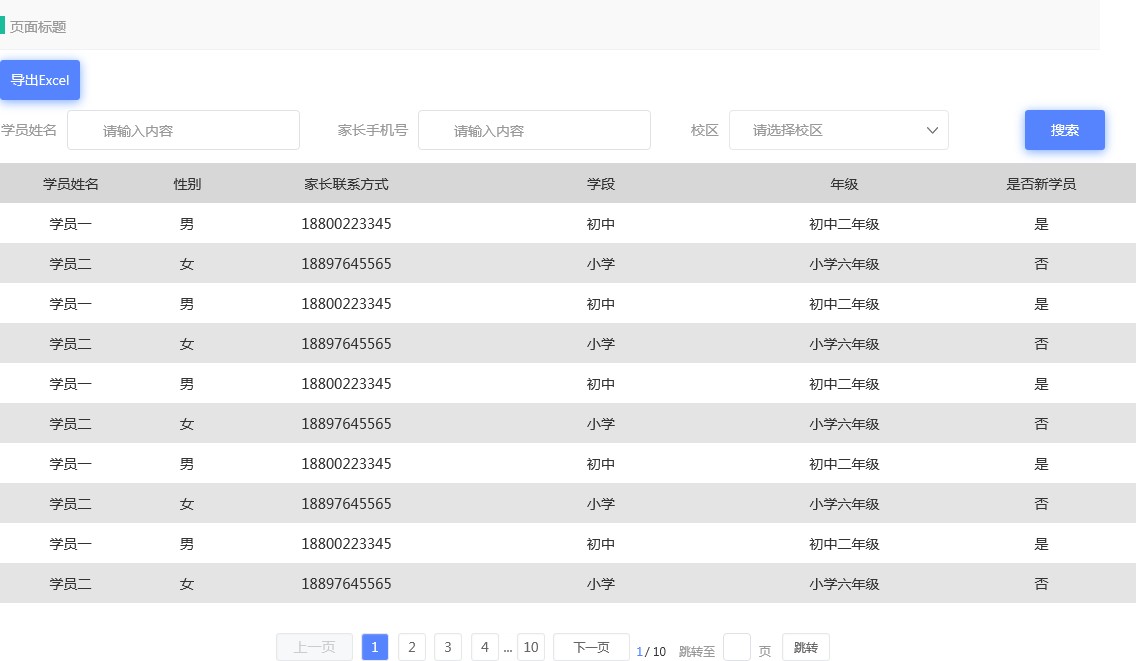 页面标题
导出Excel
学员姓名 请输入内容 家长手机号 请输入内容 校区 请选择校区 搜索
学员姓名 性别 家长联系方式 学段 年级 是否新学员
学员一 男 18800223345 初中 初中二年级 是
学员二 女 18897645565 小学 小学六年级 否
学员一 男 18800223345 初中 初中二年级 是
学员二 女 18897645565 小学 小学六年级 否
学员一 男 18800223345 初中 初中二年级 是
学员二 女 18897645565 小学 小学六年级 否
学员一 男 18800223345 初中 初中二年级 是
学员二 女 18897645565 小学 小学六年级 否
学员一 男 18800223345 初中 初中二年级 是
学员二 女 18897645565 小学 小学六年级 否
上一页 1 2 3 4 ... 10 下一页 1/ 10 跳转至 页 跳转